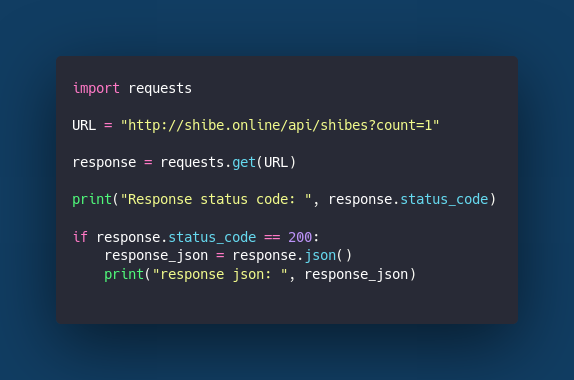 import requests
URL = "http://shibe.online/api/shibes?count=1"
response = requests.get(URL)
print("Response status code: ", response.status_code)
if response.status_code == 200:
    response_json = response.json()
    print("response json: ", response_json)